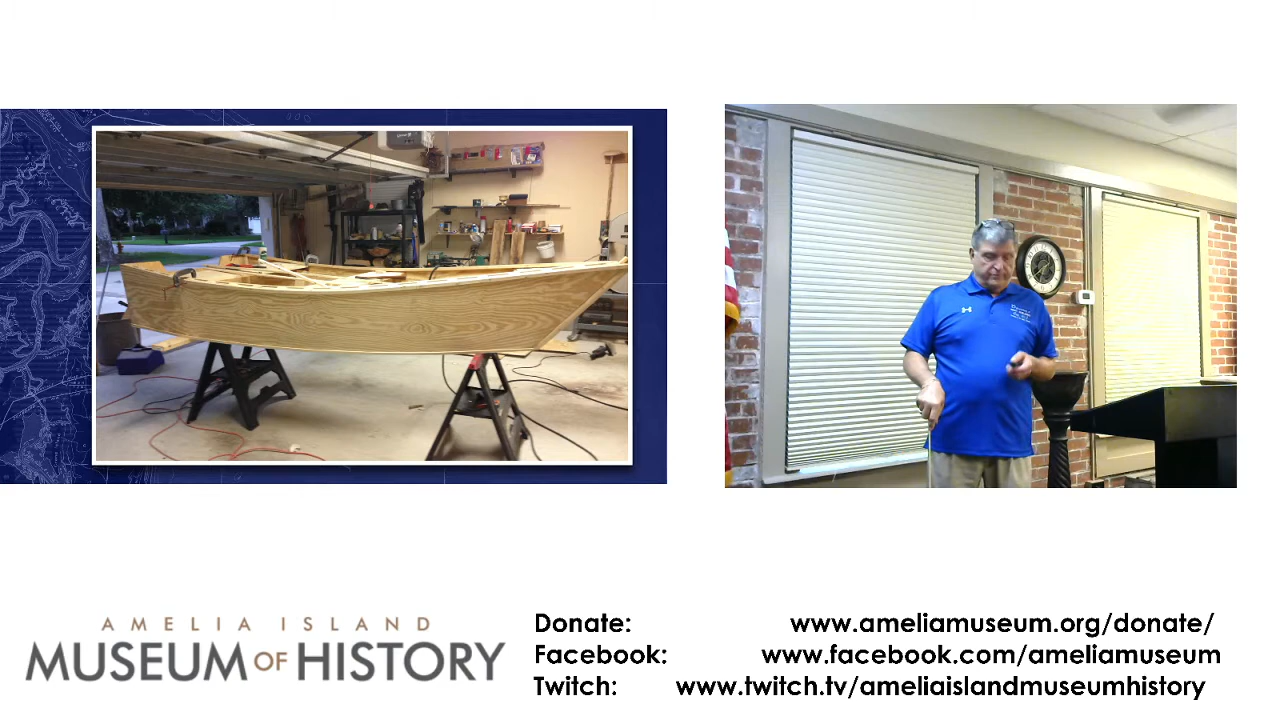 AMELIA ISLAND
MUSEUM OF HISTORY
Donate: www.ameliamuseum.org/donate/
Facebook: www.facebook.com/ameliamuseum
Twitch: www.twitch.tv/ameliaislandmuseumhistory